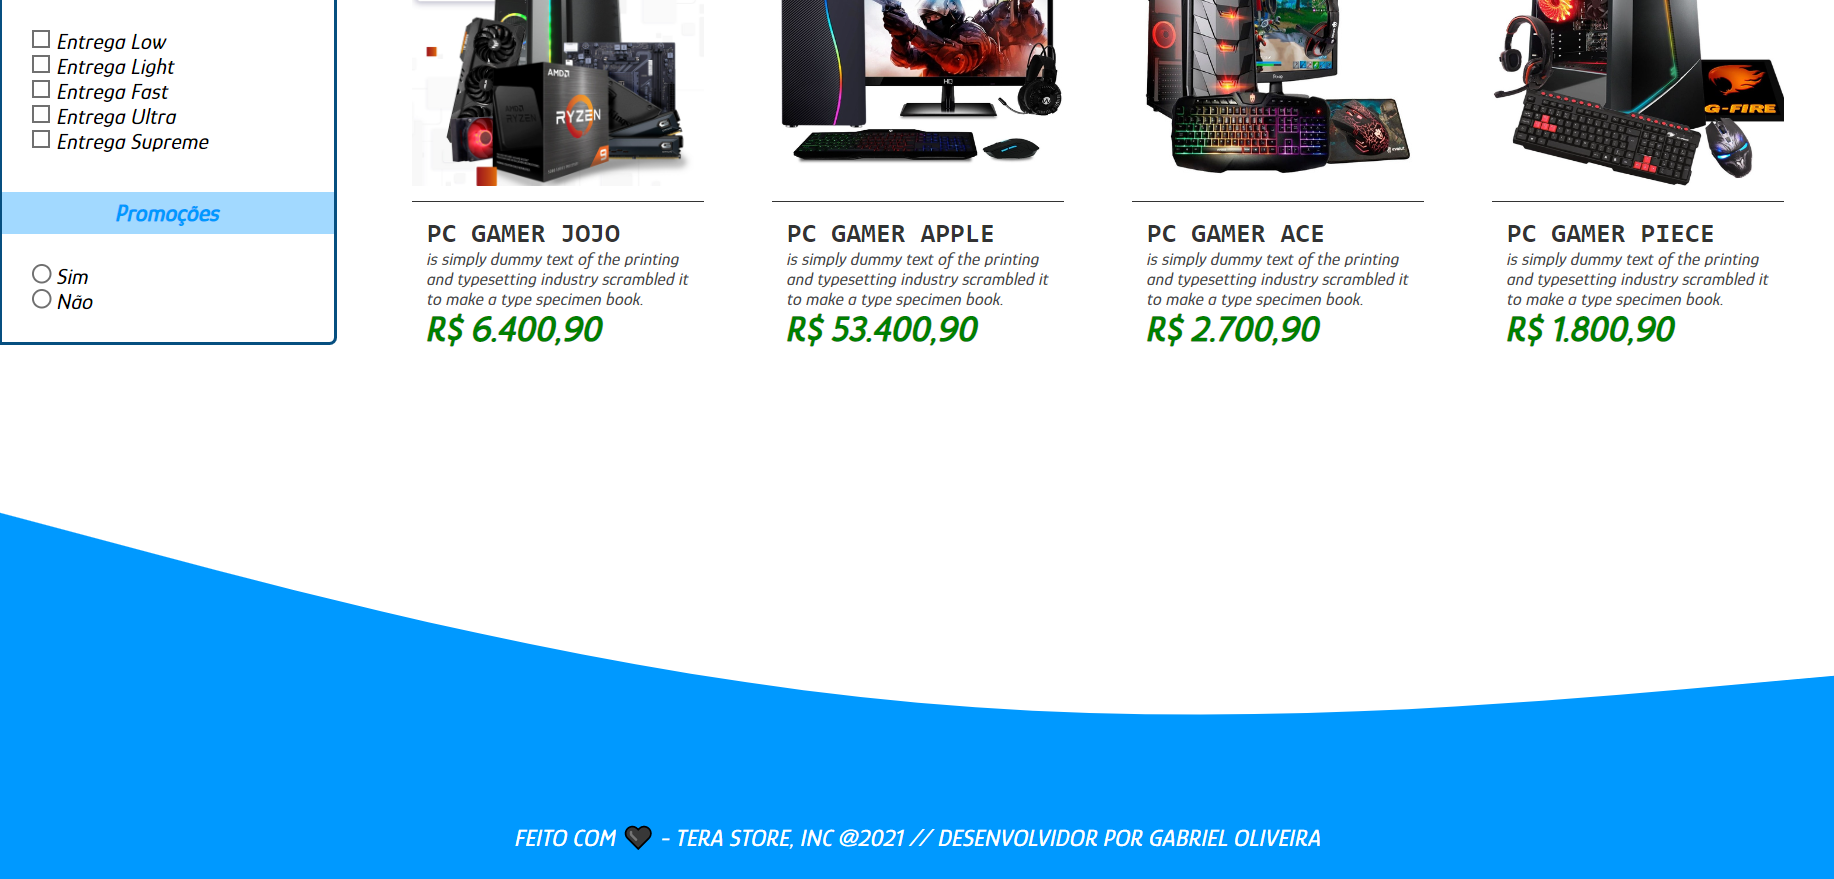 Entrega Low
Entrega Light
Entrega Fast
Entrega Ultra
Entrega Supreme
Promoções
Sim
Não
AMD
RYZEN
AMD
RYZEN
9
PC GAMER JOJO
is simply dummy text of the printing
and typesetting industry scrambled it
to make a type specimen book.
R$ 6.400,90
HQ
PC GAMER APPLE
is simply dummy text of the printing
and typesetting industry scrambled it
to make a type specimen book.
R$ 53.400,90
PC GAMER ACE
is simply dummy text of the printing
and typesetting industry scrambled it
to make a type specimen book.
R$ 2.700,90
G-FIRE
PC GAMER PIECE
is simply dummy text of the printing
and typesetting industry scrambled it
to make a type specimen book.
R$ 1.800,90
FEITO COM 🖤 - TERA STORE, INC @2021 // DESENVOLVIDOR POR GABRIEL OLIVEIRA